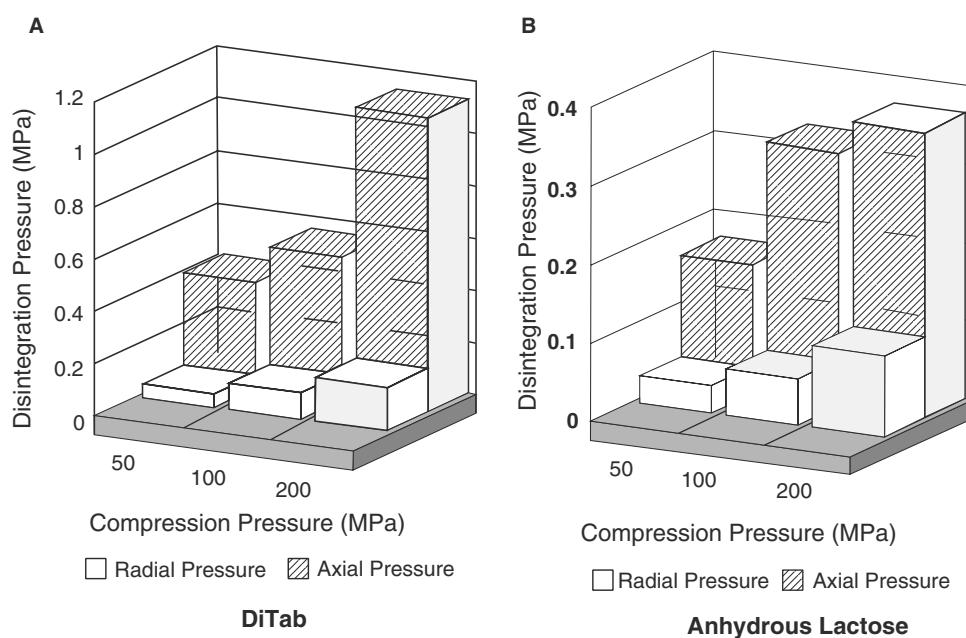 A
Disintegration Pressure (MPa)
1.2
1
0.8
0.6
0.4
0.2
0
50
100
200
Compression Pressure (MPa)
Radial Pressure Axial Pressure
DiTab
B
Disintegration Pressure (MPa)
0.4
0.3
0.2
0.1
0
50
100
200
Compression Pressure (MPa)
Radial Pressure Axial Pressure
Anhydrous Lactose